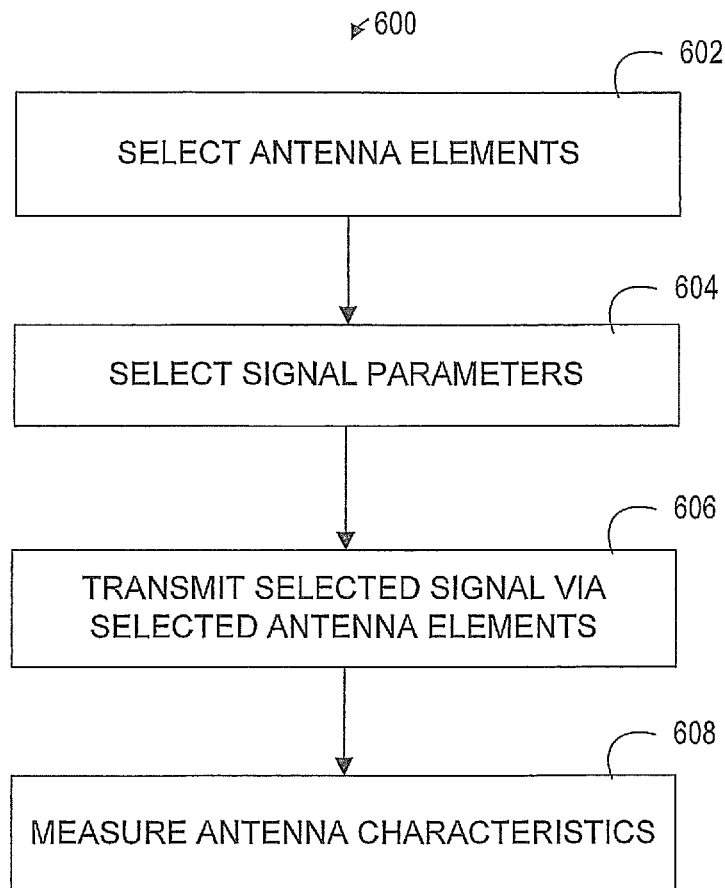 600
602
SELECT ANTENNA ELEMENTS
604
SELECT SIGNAL PARAMETERS
606
TRANSMIT SELECTED SIGNAL VIA
SELECTED ANTENNA ELEMENTS
608
MEASURE ANTENNA CHARACTERISTICS